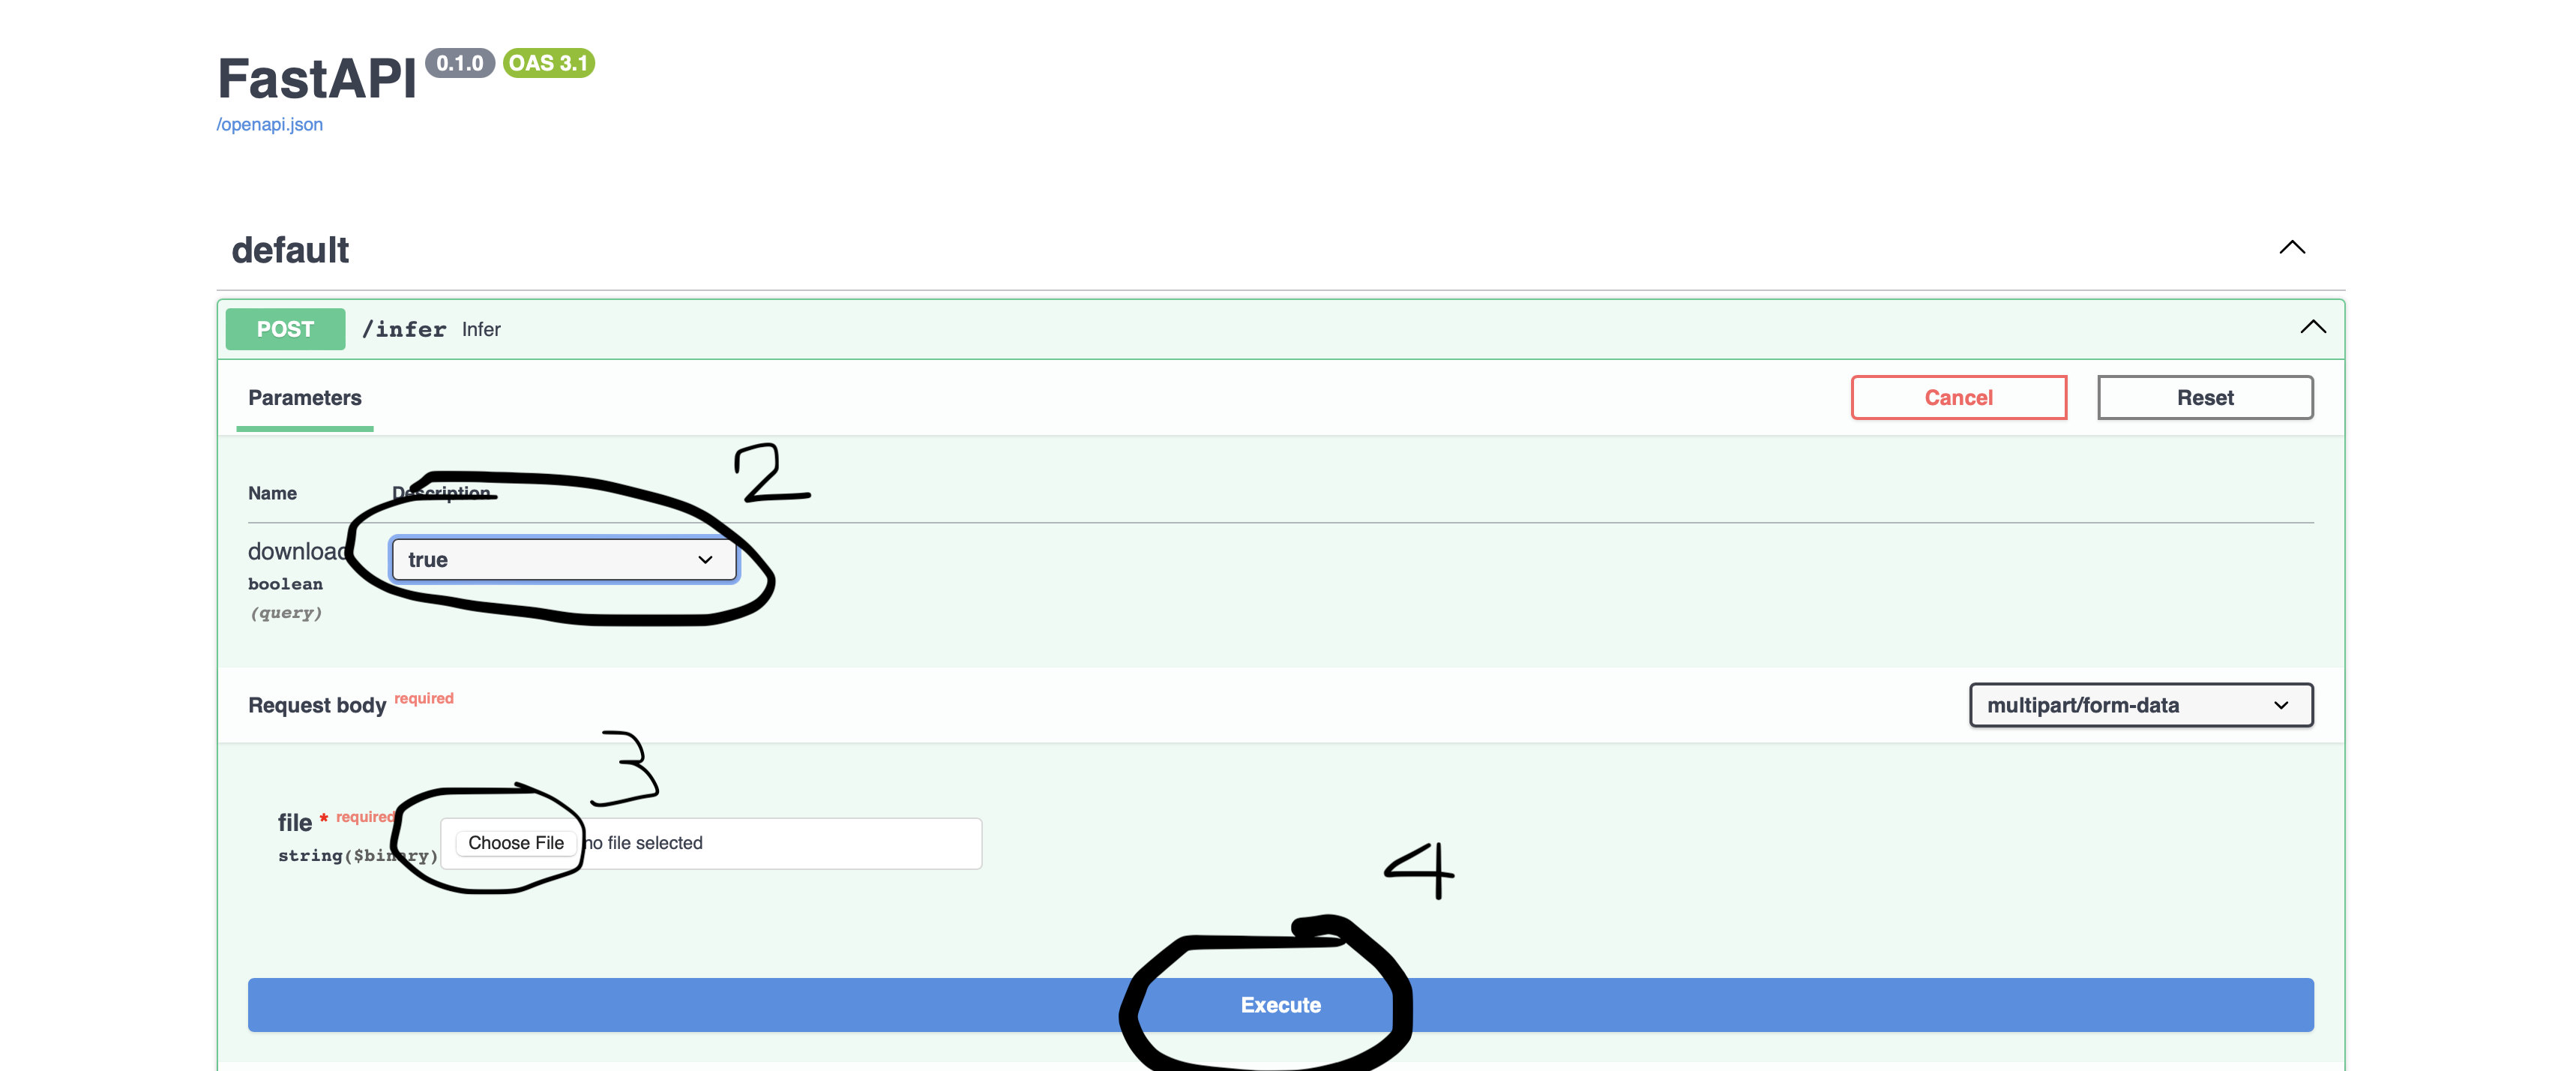 FastAPI 0.1.0 OAS 3.1
/openapi.json
default
POST /infer Infer
Parameters Cancel Reset
2
Name Description
download true
boolean
(query)
Request body required multipart/form-data
3
file * required
Choose File no file selected
string($binary)
4
Execute